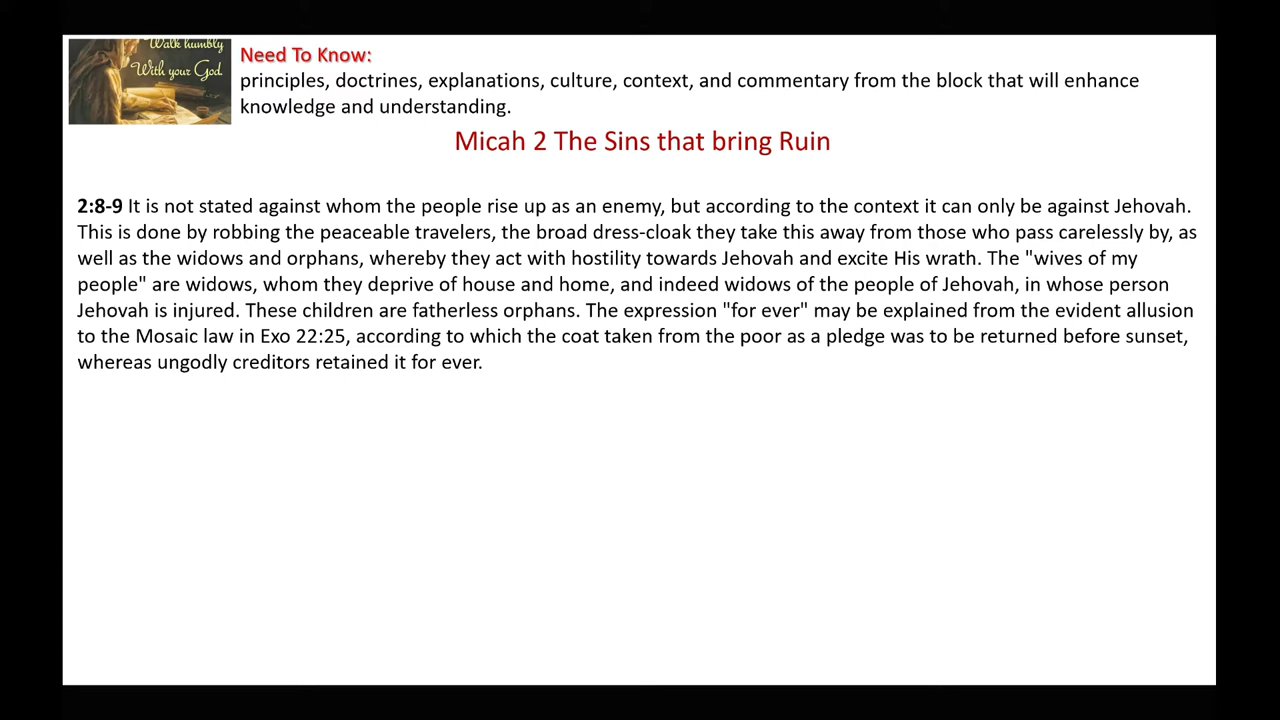 Walk humbly
With your God.
Need To Know:
principles, doctrines, explanations, culture, context, and commentary from the block that will enhance
knowledge and understanding.
Micah 2 The Sins that bring Ruin
2:8-9 It is not stated against whom the people rise up as an enemy, but according to the context it can only be against Jehovah.
This is done by robbing the peaceable travelers, the broad dress-cloak they take this away from those who pass carelessly by, as
well as the widows and orphans, whereby they act with hostility towards Jehovah and excite His wrath. The "wives of my
people" are widows, whom they deprive of house and home, and indeed widows of the people of Jehovah, in whose person
Jehovah is injured. These children are fatherless orphans. The expression "for ever" may be explained from the evident allusion
to the Mosaic law in Exo 22:25, according to which the coat taken from the poor as a pledge was to be returned before sunset,
whereas ungodly creditors retained it for ever.